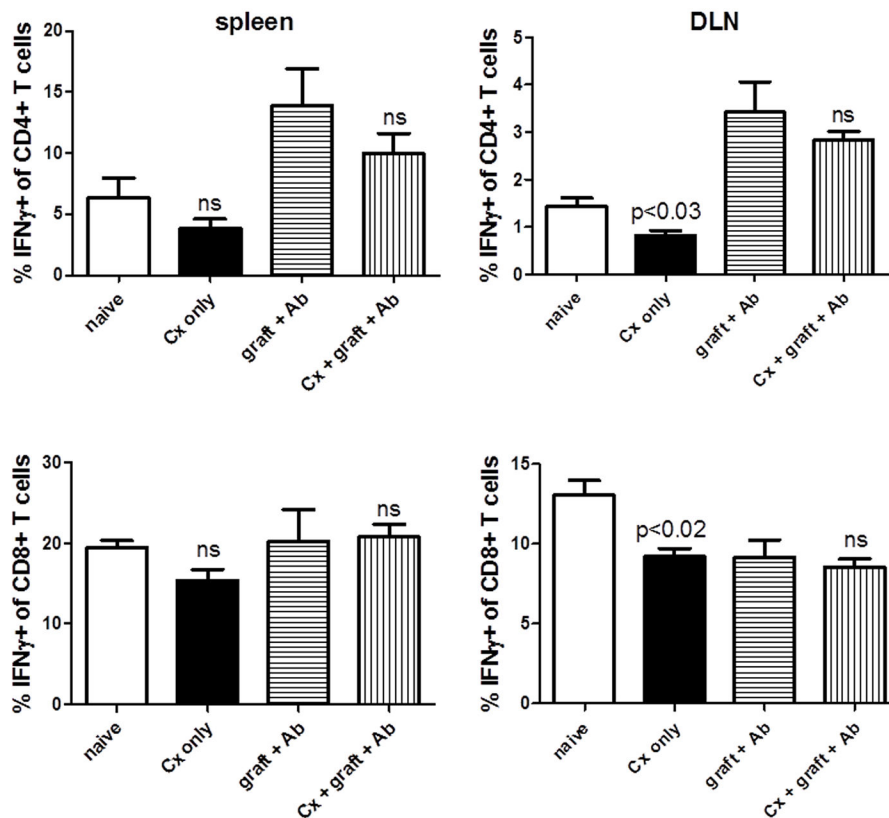 spleen
% IFNγ+ of CD4+ T cells
20
15
10
5
0
ns
ns
naive
Cx only
graft + Ab
Cx + graft + Ab
DLN
% IFNγ+ of CD4+ T cells
5
4
3
2
1
0
p<0.03
ns
naive
Cx only
graft + Ab
Cx + graft + Ab
% IFNγ+ of CD8+ T cells
30
20
10
0
ns
ns
naive
Cx only
graft + Ab
Cx + graft + Ab
% IFNγ+ of CD8+ T cells
15
10
5
0
p<0.02
ns
naive
Cx only
graft + Ab
Cx + graft + Ab